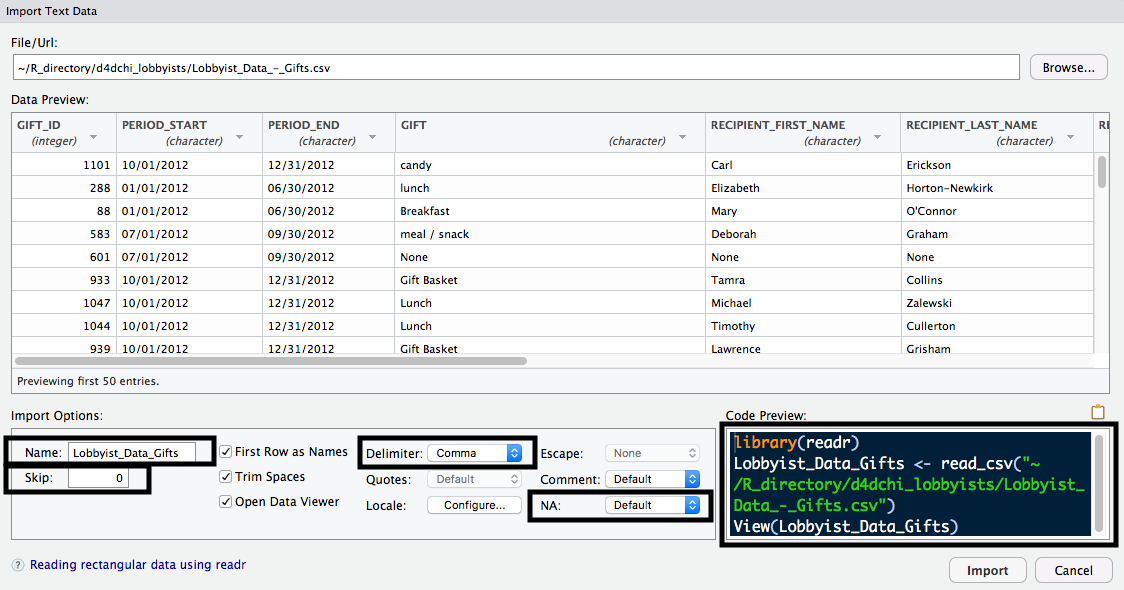 Import Text Data
File/Url:
~/R_directory/d4dchi_lobbyists/Lobbyist_Data_-_Gifts.csv Browse...
Data Preview:
GIFT_ID PERIOD_START PERIOD_END GIFT RECIPIENT_FIRST_NAME RECIPIENT_LAST_NAME RE
(integer) (character) (character) (character) (character) (character)
1101 10/01/2012 12/31/2012 candy Carl Erickson
288 01/01/2012 06/30/2012 lunch Elizabeth Horton-Newkirk
88 01/01/2012 06/30/2012 Breakfast Mary O'Connor
583 07/01/2012 09/30/2012 meal / snack Deborah Graham
601 07/01/2012 09/30/2012 None None None
933 10/01/2012 12/31/2012 Gift Basket Tamra Collins
1047 10/01/2012 12/31/2012 Lunch Michael Zalewski
1044 10/01/2012 12/31/2012 Lunch Timothy Cullerton
939 10/01/2012 12/31/2012 Gift Basket Lawrence Grisham
Previewing first 50 entries.
Import Options:
Name: Lobbyist_Data_Gifts
Skip: 0
First Row as Names
Trim Spaces
Open Data Viewer
Delimiter: Comma
Quotes: Default
Locale: Configure...
Escape: None
Comment: Default
NA: Default
Code Preview:
library(readr)
Lobbyist_Data_Gifts <- read_csv("~
/R_directory/d4dchi_lobbyists/Lobbyist_
Data_-_Gifts.csv")
View(Lobbyist_Data_Gifts)
? Reading rectangular data using readr
Import Cancel